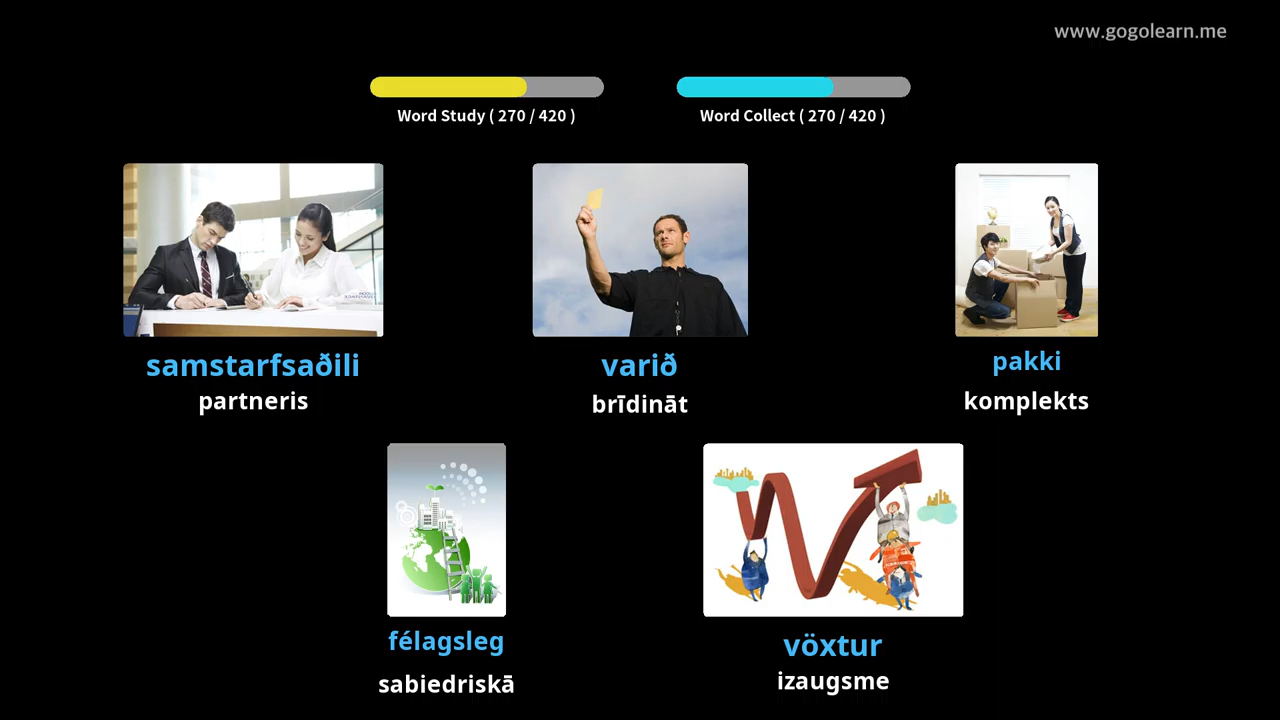 www.gogolearn.me
Word Study ( 270 / 420 )
Word Collect ( 270 / 420 )
samstarfsaðili
partneris
varið
brīdināt
pakki
komplekts
félagsleg
sabiedriskā
vöxtur
izaugsme